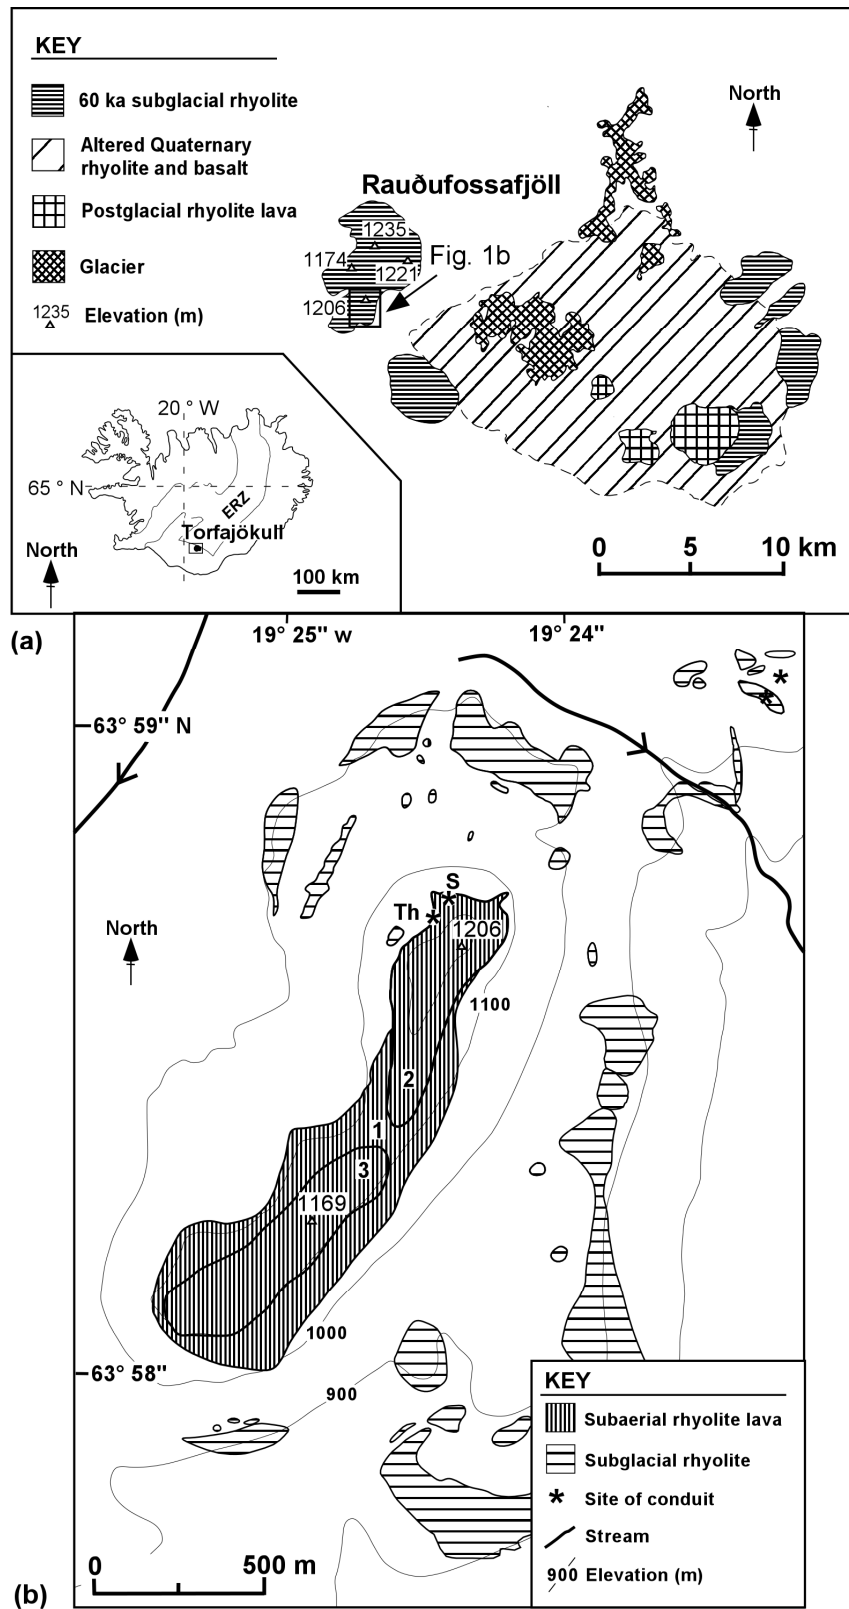 KEY
60 ka subglacial rhyolite
Altered Quaternary
rhyolite and basalt
Postglacial rhyolite lava
Glacier
1235
Elevation (m)
North
Rauðufossafjöll
1235
1174
1221
Fig. 1b
1206
20 ° W
65 ° N
ERZ
Torfajökull
North
100 km
0 5 10 km
(a)
19° 25" W
19° 24"
63° 59" N
S
Th
1206
North
1100
2
1
3
1169
1000
63° 58"
900
KEY
Subaerial rhyolite lava
Subglacial rhyolite
* Site of conduit
Stream
900 Elevation (m)
0 500 m
(b)